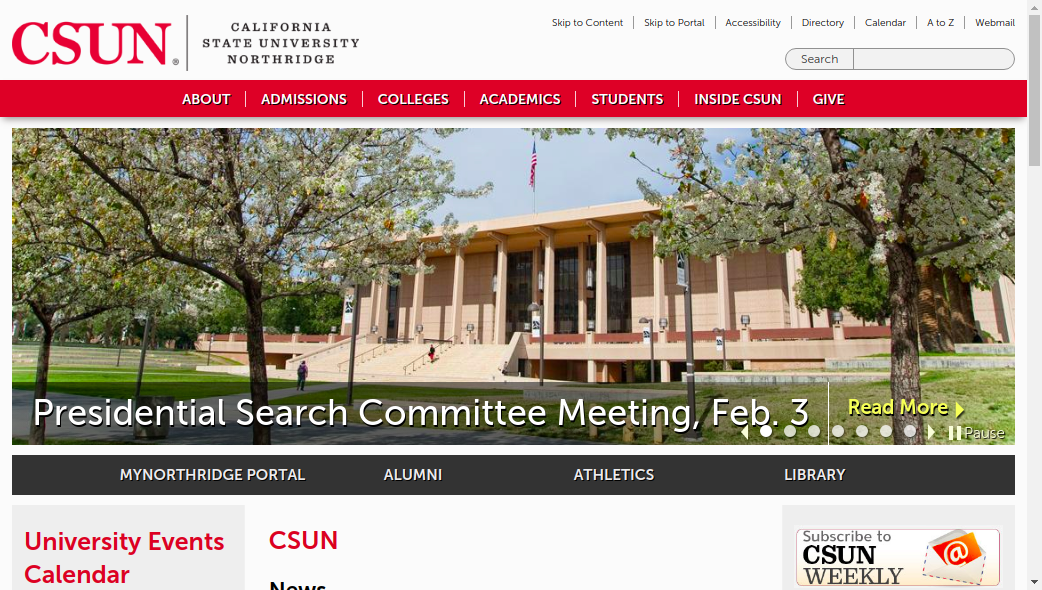 CSUN®
CALIFORNIA
STATE UNIVERSITY
NORTHRIDGE
Skip to Content
Skip to Portal
Accessibility
Directory
Calendar
A to Z
Webmail
Search
ABOUT
ADMISSIONS
COLLEGES
ACADEMICS
STUDENTS
INSIDE CSUN
GIVE
Presidential Search Committee Meeting, Feb. 3
Read More
Pause
MYNORTHRIDGE PORTAL
ALUMNI
ATHLETICS
LIBRARY
University Events
Calendar
CSUN
News
Subscribe to
CSUN
WEEKLY
@